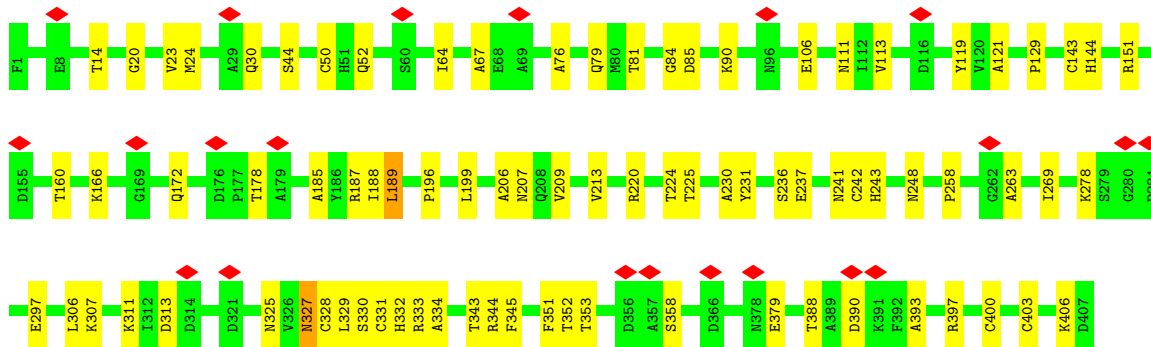 F1 E8 T14 G20 V23 M24 A29 Q30 S44 C50 H51 Q52 S60 I64 A67 E68 A69 A76 Q79 M80 T81 G84 D85 K90 N96 E106 N111 I112 V113 D116 Y119 V120 A121 P129 C143 H144 R151
D155 T160 K166 G169 Q172 D176 P177 T178 A179 A185 Y186 R187 I188 L189 P196 L199 A206 N207 Q208 V209 V213 R220 T224 T225 A230 Y231 S236 E237 N241 C242 H243 N248 P258 G262 A263 I269 K278 S279 G280
E297 L306 K307 K311 I312 D313 D314 D321 N325 V326 N327 C328 L329 S330 C331 H332 R333 A334 T343 R344 F345 F351 T352 T353 D356 A357 S358 D366 N378 E379 T388 A389 D390 K391 F392 A393 R397 C400 C403 K406 D407